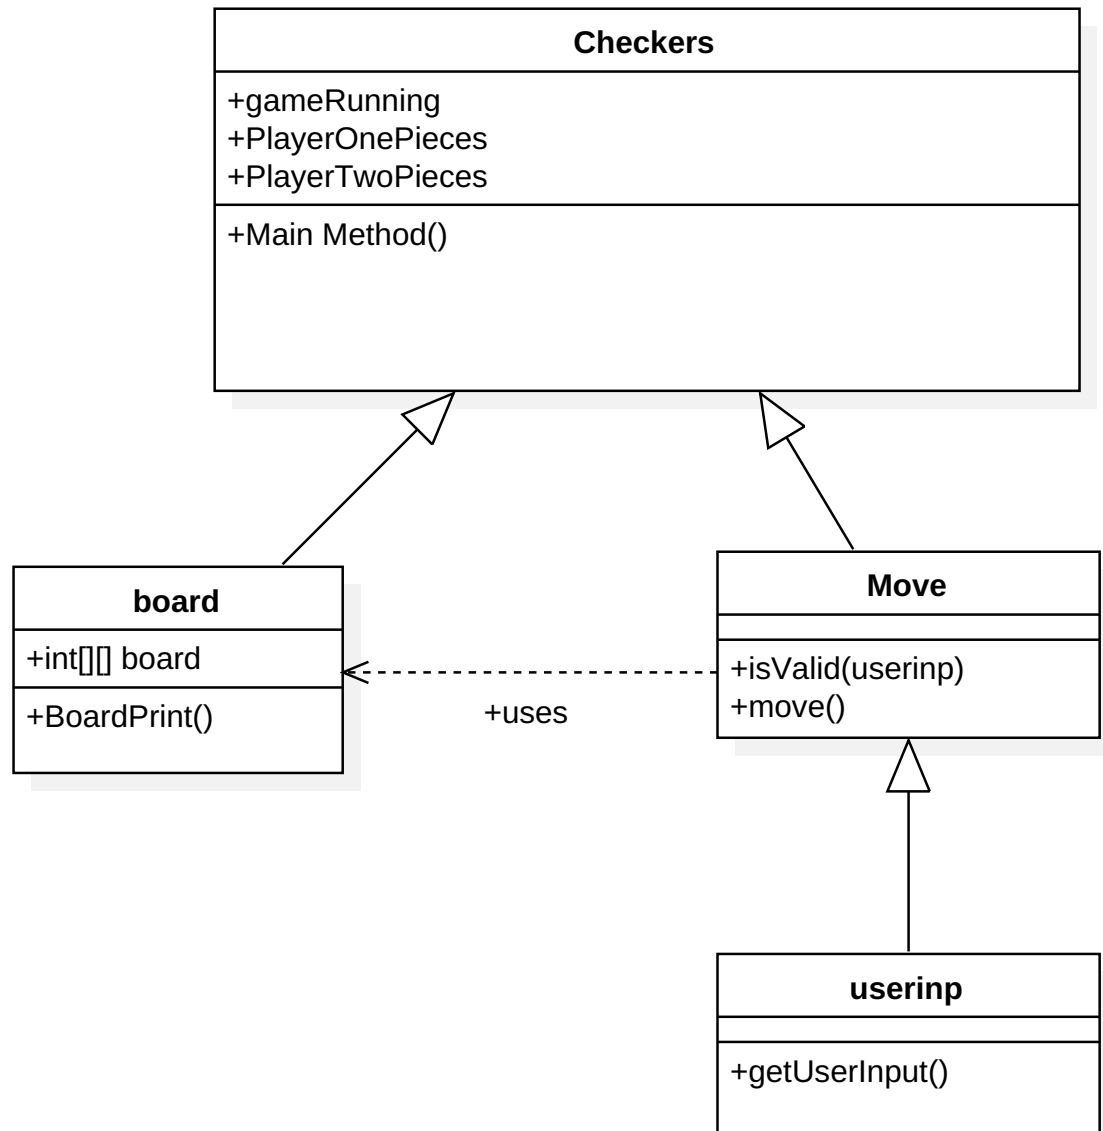 Checkers
+gameRunning
+PlayerOnePieces
+PlayerTwoPieces
+Main Method()
board
+int[][] board
+BoardPrint()
+uses
Move
+isValid(userinp)
+move()
userinp
+getUserInput()